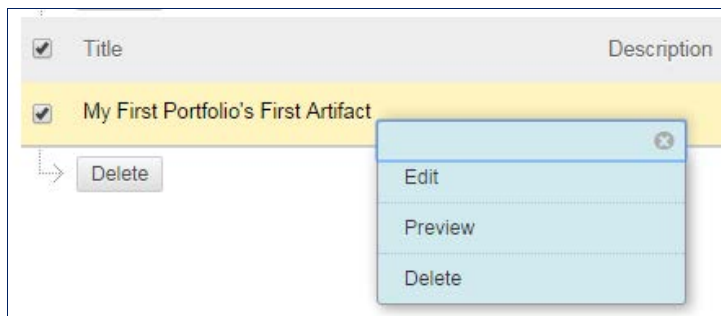 Title Description
My First Portfolio's First Artifact
Delete
Edit
Preview
Delete